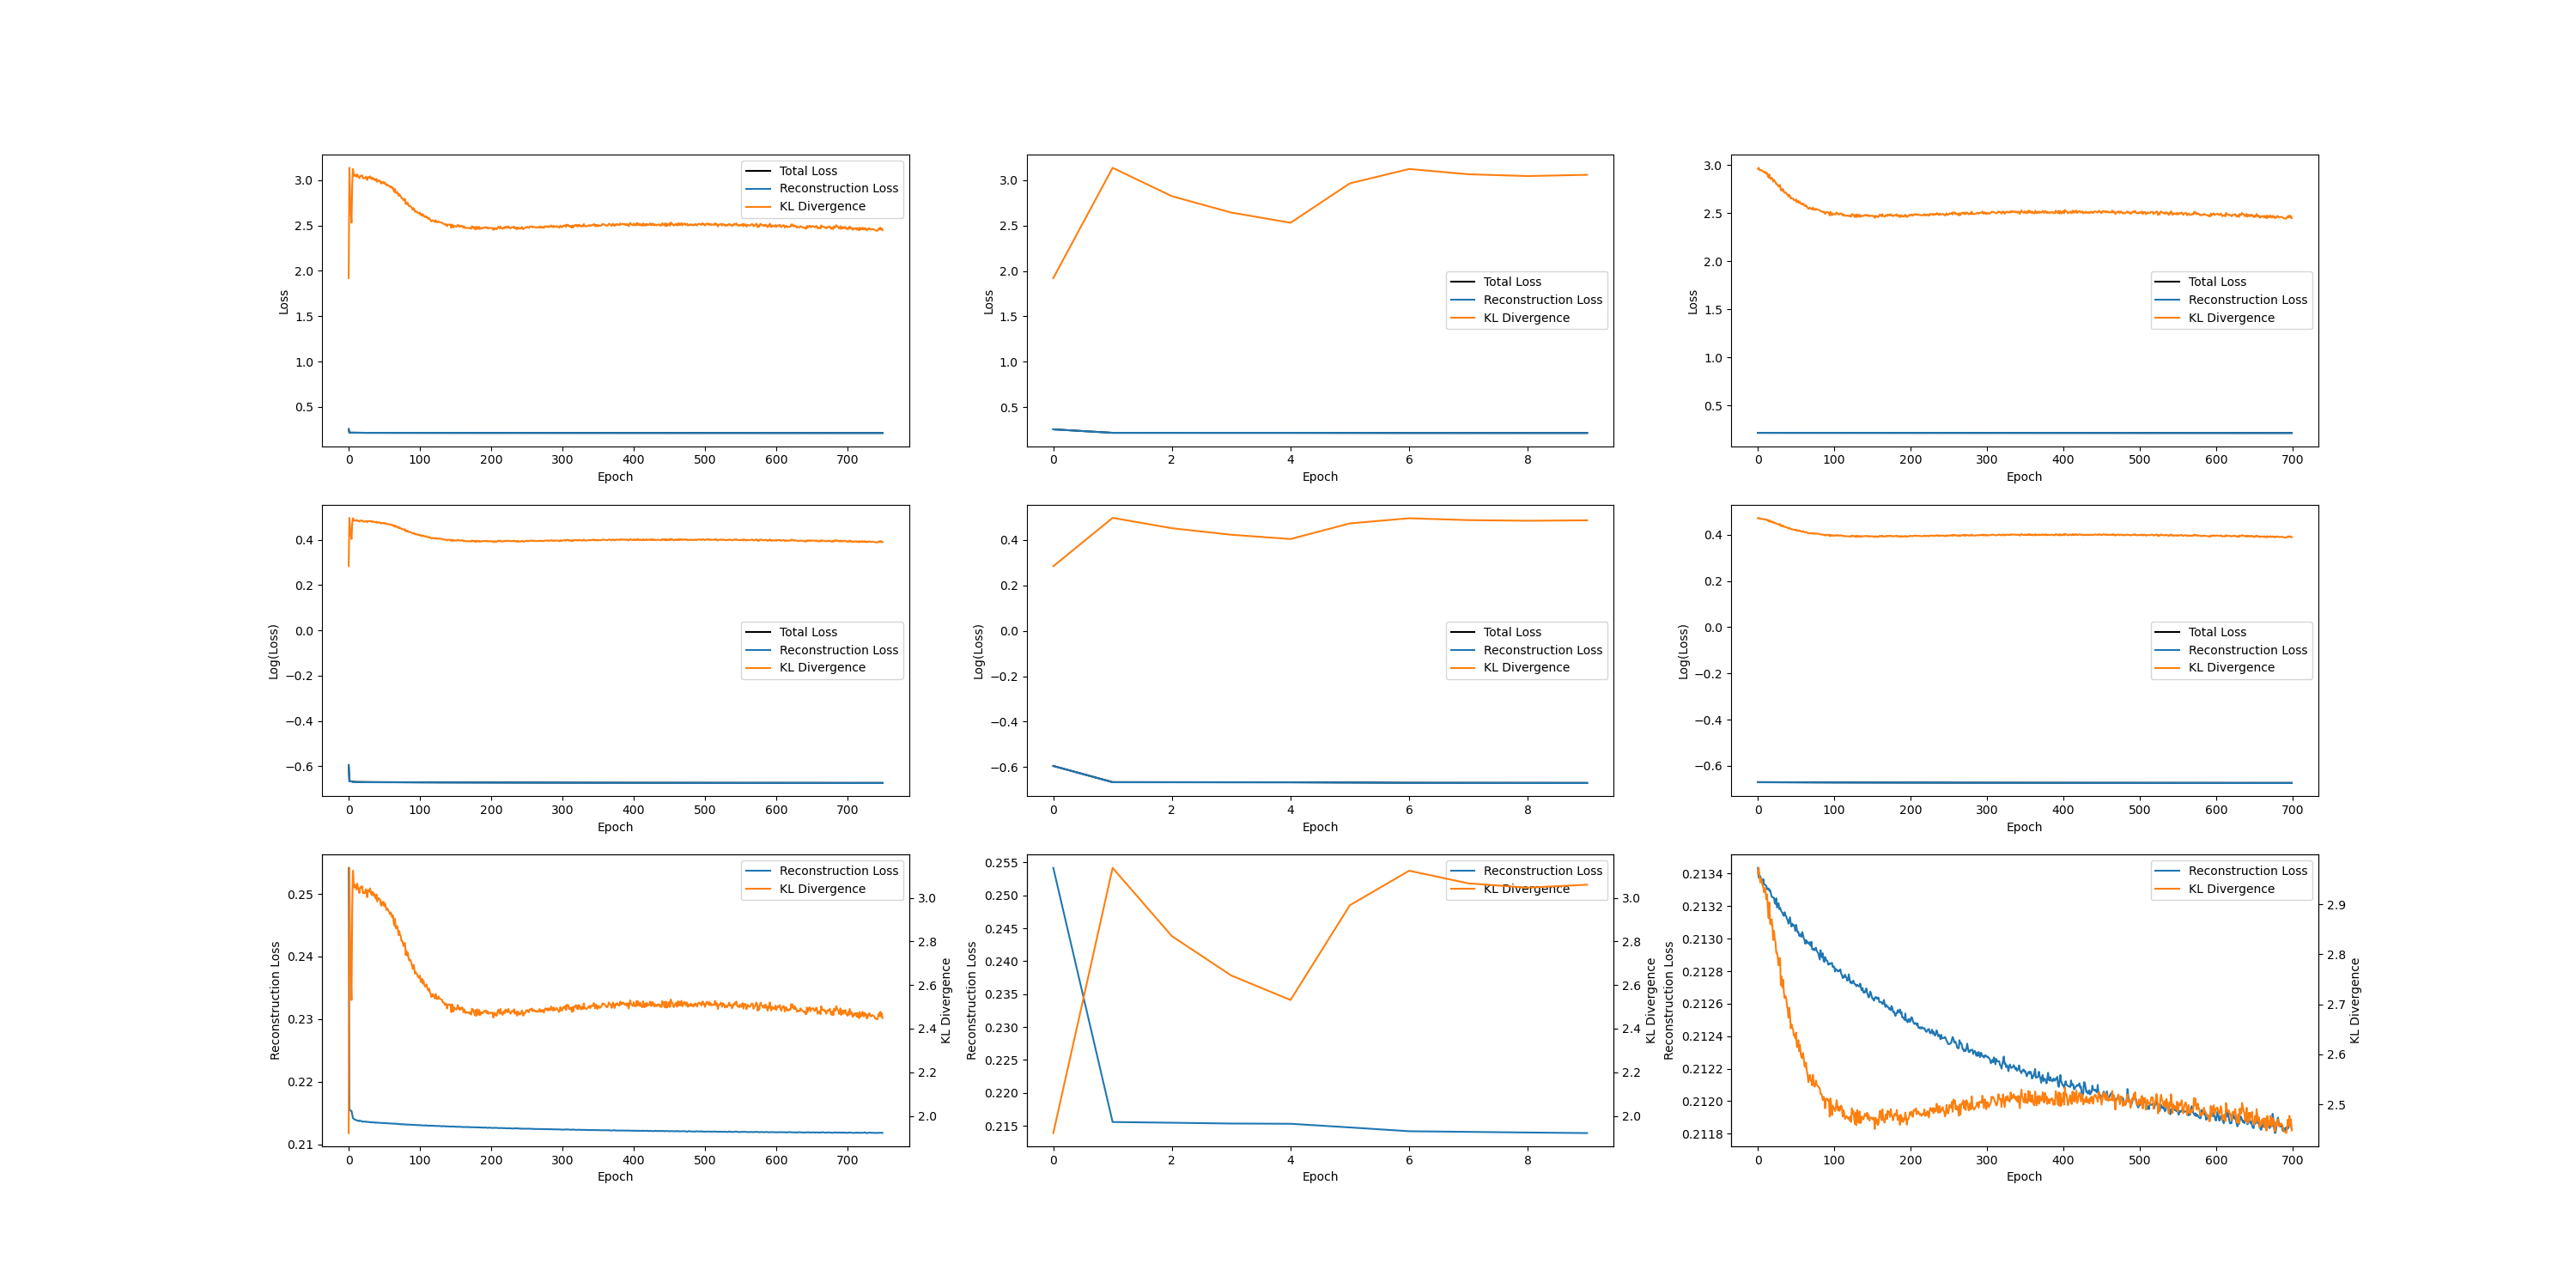 3.0
2.5
2.0
1.5
1.0
0.5
Loss
0 100 200 300 400 500 600 700
Epoch
Total Loss
Reconstruction Loss
KL Divergence
3.0
2.5
2.0
1.5
1.0
0.5
Loss
0 2 4 6 8
Epoch
Total Loss
Reconstruction Loss
KL Divergence
3.0
2.5
2.0
1.5
1.0
0.5
Loss
0 100 200 300 400 500 600 700
Epoch
Total Loss
Reconstruction Loss
KL Divergence
0.4
0.2
0.0
−0.2
−0.4
−0.6
Log(Loss)
0 100 200 300 400 500 600 700
Epoch
Total Loss
Reconstruction Loss
KL Divergence
0.4
0.2
0.0
−0.2
−0.4
−0.6
Log(Loss)
0 2 4 6 8
Epoch
Total Loss
Reconstruction Loss
KL Divergence
0.4
0.2
0.0
−0.2
−0.4
−0.6
Log(Loss)
0 100 200 300 400 500 600 700
Epoch
Total Loss
Reconstruction Loss
KL Divergence
0.25
0.24
0.23
0.22
0.21
Reconstruction Loss
0 100 200 300 400 500 600 700
Epoch
Reconstruction Loss
KL Divergence
3.0
2.8
2.6
2.4
2.2
2.0
KL Divergence
0.255
0.250
0.245
0.240
0.235
0.230
0.225
0.220
0.215
Reconstruction Loss
0 2 4 6 8
Epoch
Reconstruction Loss
KL Divergence
3.0
2.8
2.6
2.4
2.2
2.0
KL Divergence
0.2134
0.2132
0.2130
0.2128
0.2126
0.2124
0.2122
0.2120
0.2118
Reconstruction Loss
0 100 200 300 400 500 600 700
Epoch
Reconstruction Loss
KL Divergence
2.9
2.8
2.7
2.6
2.5
KL Divergence